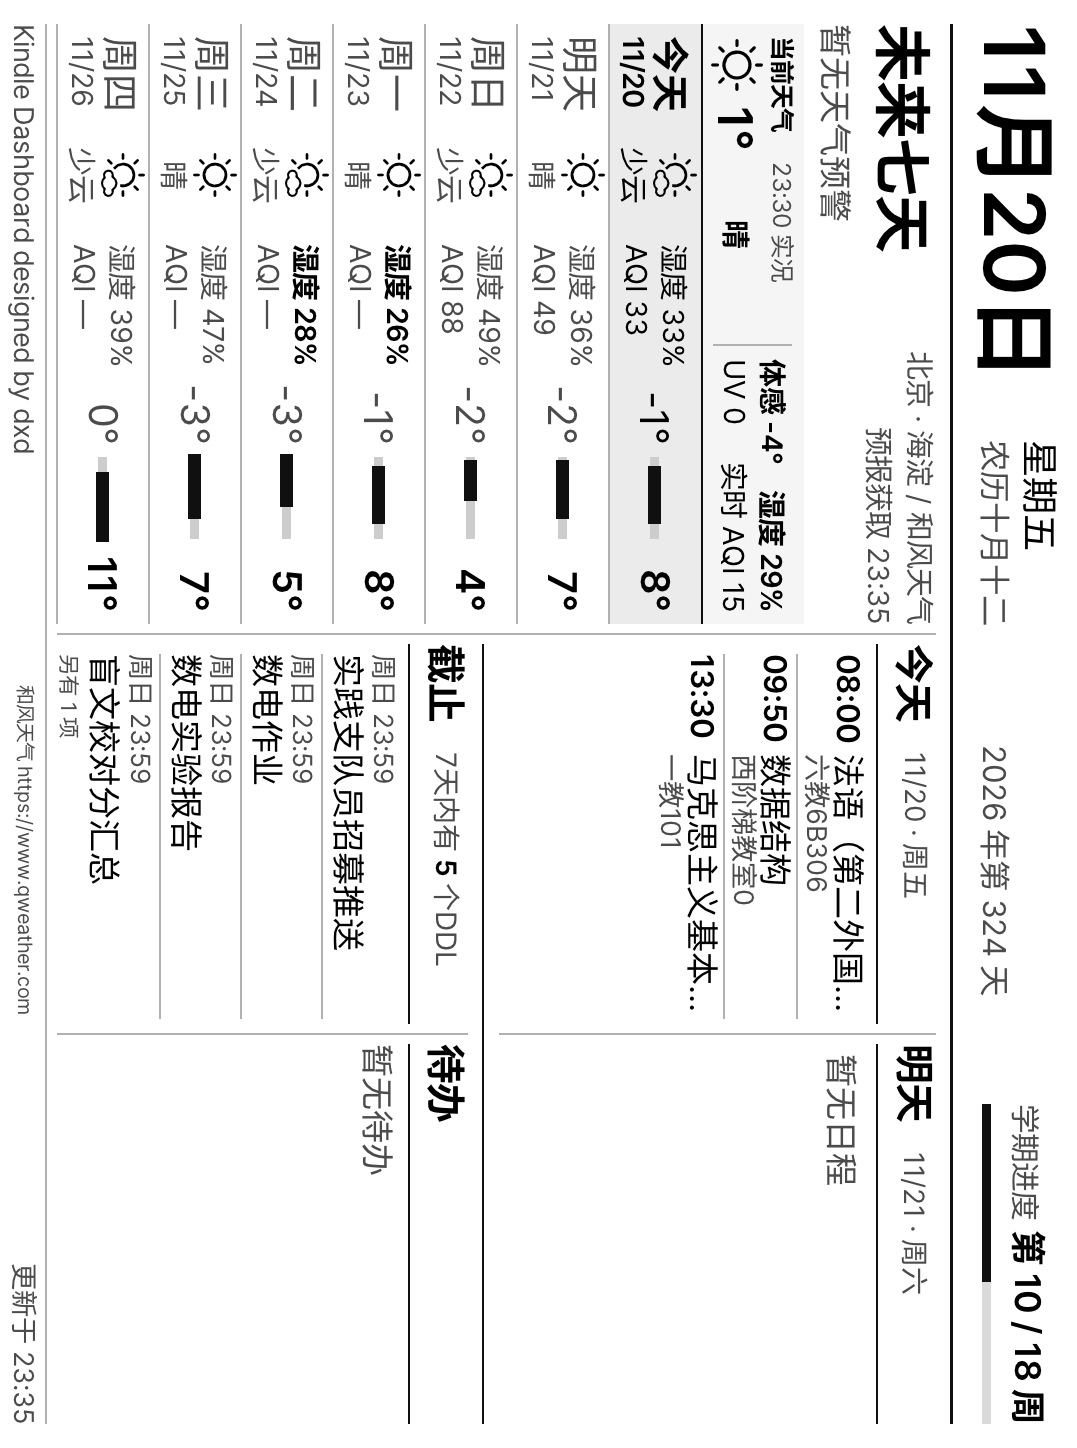 11月20日
星期五
农历十月十二
2026 年第 324 天
学期进度 第 10 / 18 周
未来七天
北京 · 海淀 / 和风天气
预报获取 23:35
暂无天气预警
当前天气 23:30 实况
1° 晴
体感 -4° 湿度 29%
UV 0 实时 AQI 15
今天 11/20 少云 湿度 33% AQI 33 -1° 8°
明天 11/21 晴 湿度 36% AQI 49 -2° 7°
周日 11/22 少云 湿度 49% AQI 88 -2° 4°
周一 11/23 晴 湿度 26% AQI — -1° 8°
周二 11/24 少云 湿度 28% AQI — -3° 5°
周三 11/25 晴 湿度 47% AQI — -3° 7°
周四 11/26 少云 湿度 39% AQI — 0° 11°
今天 11/20 · 周五
08:00 法语（第二外国...
六教6B306
09:50 数据结构
西阶梯教室0
13:30 马克思主义基本...
一教101
明天 11/21 · 周六
暂无日程
截止 7天内有 5 个DDL
周日 23:59
实践支队员招募推送
周日 23:59
数电作业
周日 23:59
数电实验报告
周日 23:59
盲文校对分汇总
另有 1 项
待办
暂无待办
Kindle Dashboard designed by dxd
和风天气 https://www.qweather.com
更新于 23:35